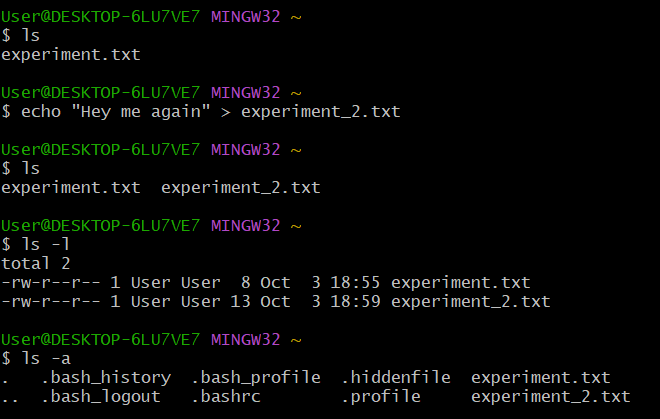 User@DESKTOP-6LU7VE7 MINGW32 ~
$ ls
experiment.txt
User@DESKTOP-6LU7VE7 MINGW32 ~
$ echo "Hey me again" > experiment_2.txt
User@DESKTOP-6LU7VE7 MINGW32 ~
$ ls
experiment.txt  experiment_2.txt
User@DESKTOP-6LU7VE7 MINGW32 ~
$ ls -l
total 2
-rw-r--r-- 1 User User  8 Oct  3 18:55 experiment.txt
-rw-r--r-- 1 User User 13 Oct  3 18:59 experiment_2.txt
User@DESKTOP-6LU7VE7 MINGW32 ~
$ ls -a
.   .bash_history  .bash_profile  .hiddenfile  experiment.txt
..  .bash_logout   .bashrc        .profile     experiment_2.txt